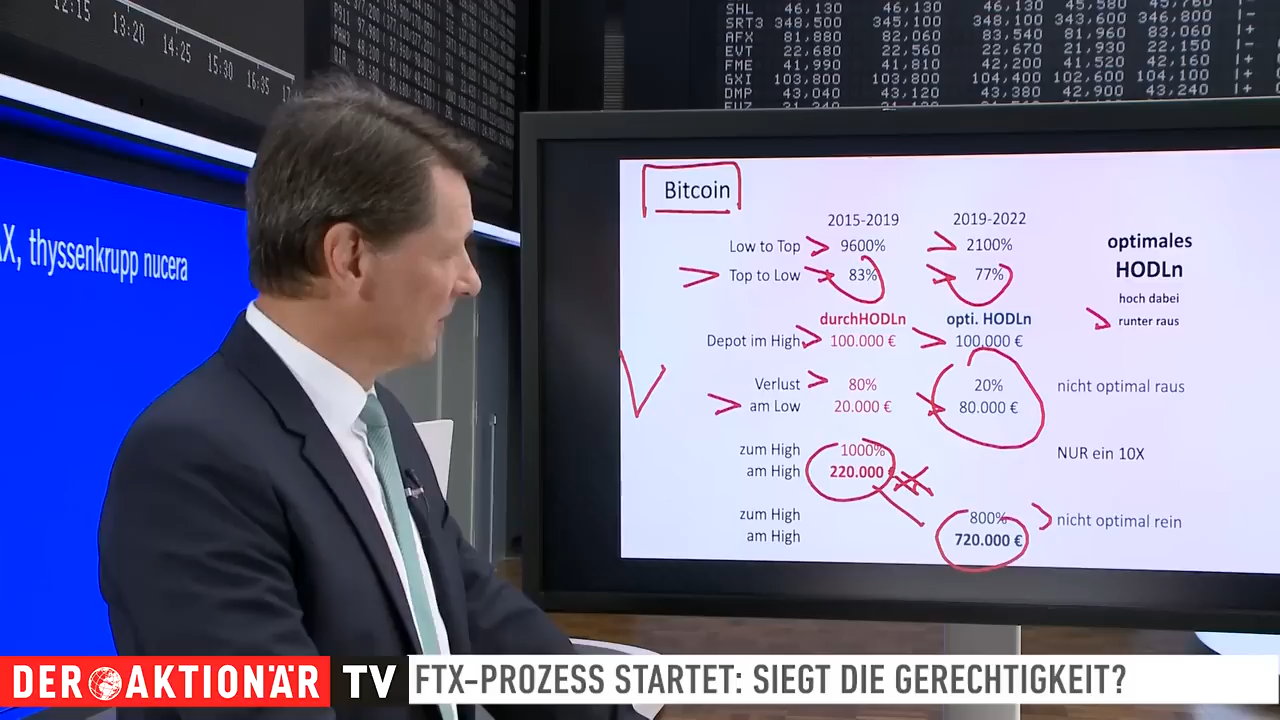 12:15
13:20
14:25
15:30
16:35
SHL 46,130 46,130 46,130 45,580 45,760 |-
SRT3 348,500 345,100 348,100 343,600 346,800 |-
AFX 81,880 82,060 83,540 81,960 83,060 |+
EVT 22,680 22,560 22,670 21,930 22,150 |-
FME 41,990 41,810 42,200 41,520 42,160 |+
GXI 103,800 103,800 104,400 102,600 104,100 |+
DMP 43,040 43,120 43,380 42,900 43,240 |+
AX, thyssenkrupp nucera
Bitcoin
2015-2019 2019-2022
Low to Top 9600% 2100%
Top to Low 83% 77%
optimales
HODLn
hoch dabei
runter raus
durchHODLn opti. HODLn
Depot im High 100.000 € 100.000 €
Verlust 80% 20% nicht optimal raus
am Low 20.000 € 80.000 €
zum High 1000% NUR ein 10X
am High 220.000 €
zum High 800% nicht optimal rein
am High 720.000 €
DER AKTIONÄR TV FTX-PROZESS STARTET: SIEGT DIE GERECHTIGKEIT?